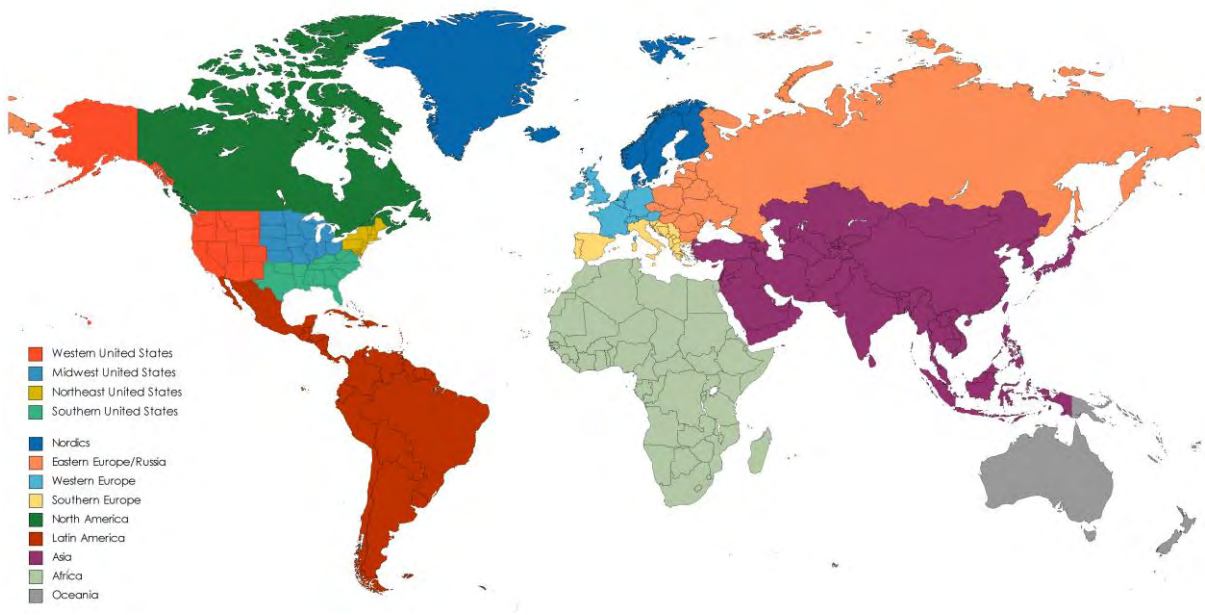 Western United States
Midwest United States
Northeast United States
Southern United States
Nordics
Eastern Europe/Russia
Western Europe
Southern Europe
North America
Latin America
Asia
Africa
Oceania